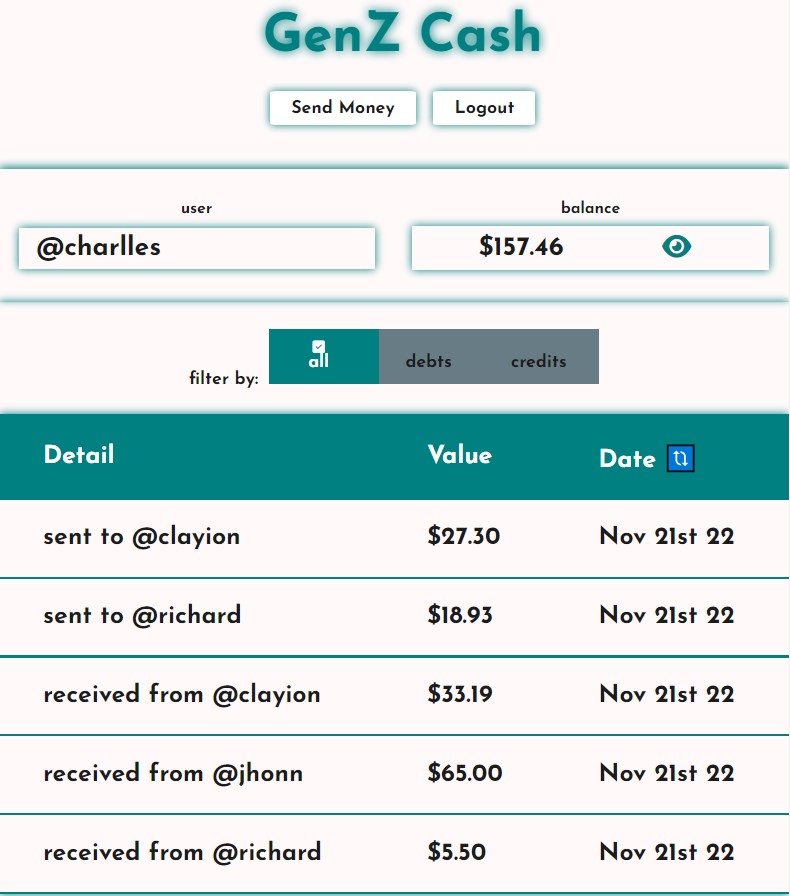 GenZ Cash
Send Money Logout
user balance
@charlles $157.46
filter by: all debts credits
Detail Value Date
sent to @clayion $27.30 Nov 21st 22
sent to @richard $18.93 Nov 21st 22
received from @clayion $33.19 Nov 21st 22
received from @jhonn $65.00 Nov 21st 22
received from @richard $5.50 Nov 21st 22